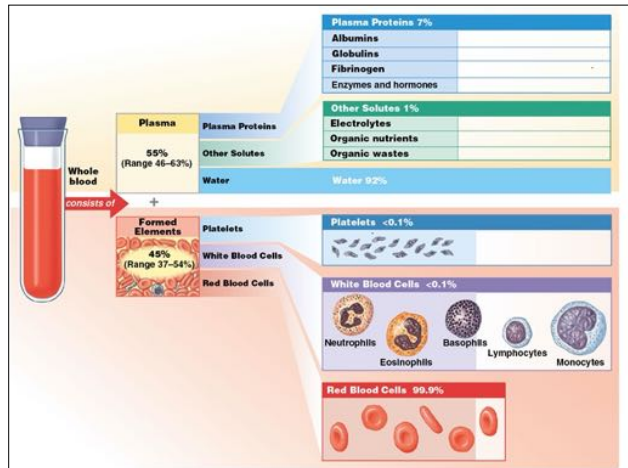 Plasma Proteins 7%
Albumins
Globulins
Fibrinogen
Enzymes and hormones
Other Solutes 1%
Electrolytes
Organic nutrients
Organic wastes
Water 92%
Plasma
55%
(Range 46–63%)
Plasma Proteins
Other Solutes
Water
Whole
blood
consists of
+
Formed
Elements
45%
(Range 37–54%)
Platelets
White Blood Cells
Red Blood Cells
Platelets <0.1%
White Blood Cells <0.1%
Neutrophils
Eosinophils
Basophils
Lymphocytes
Monocytes
Red Blood Cells 99.9%